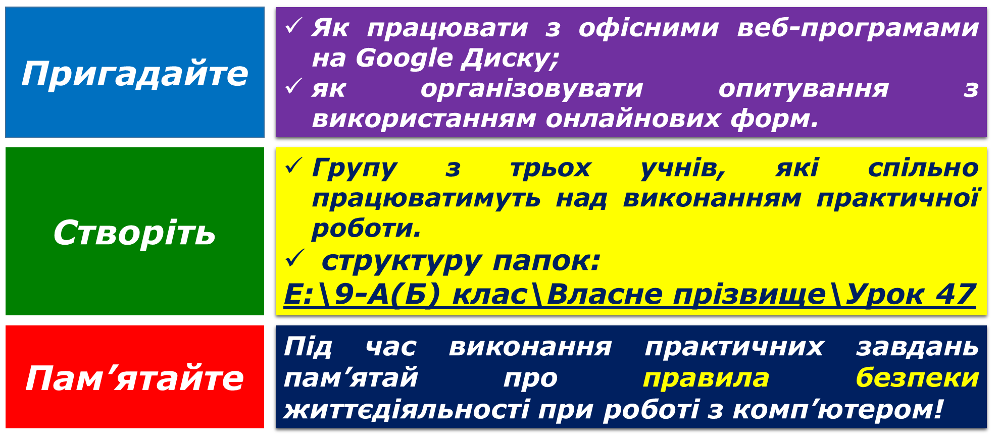 Пригадайте
✓ Як працювати з офісними веб-програмами
на Google Диску;
✓ як організовувати опитування з
використанням онлайнових форм.
Створіть
✓ Групу з трьох учнів, які спільно
працюватимуть над виконанням практичної
роботи.
✓ структуру папок:
Е:\9-А(Б) клас\Власне прізвище\Урок 47
Пам’ятайте
Під час виконання практичних завдань
пам’ятай про правила безпеки
життєдіяльності при роботі з комп’ютером!